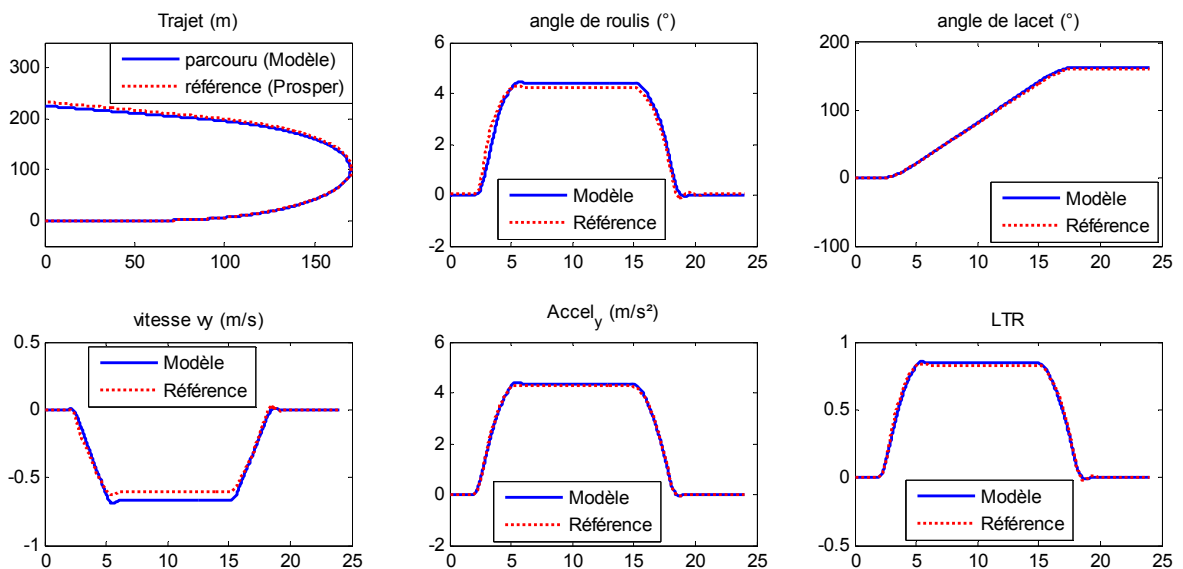 Trajet (m)
parcouru (Modèle)
référence (Prosper)
300
200
100
0
0 50 100 150
angle de roulis (°)
6
4
2
0
-2
Modèle
Référence
0 5 10 15 20 25
angle de lacet (°)
200
100
0
-100
Modèle
Référence
0 5 10 15 20 25
vitesse vy (m/s)
0.5
0
-0.5
-1
Modèle
Référence
0 5 10 15 20 25
Accel_y (m/s²)
6
4
2
0
-2
Modèle
Référence
0 5 10 15 20 25
LTR
1
0.5
0
-0.5
Modèle
Référence
0 5 10 15 20 25